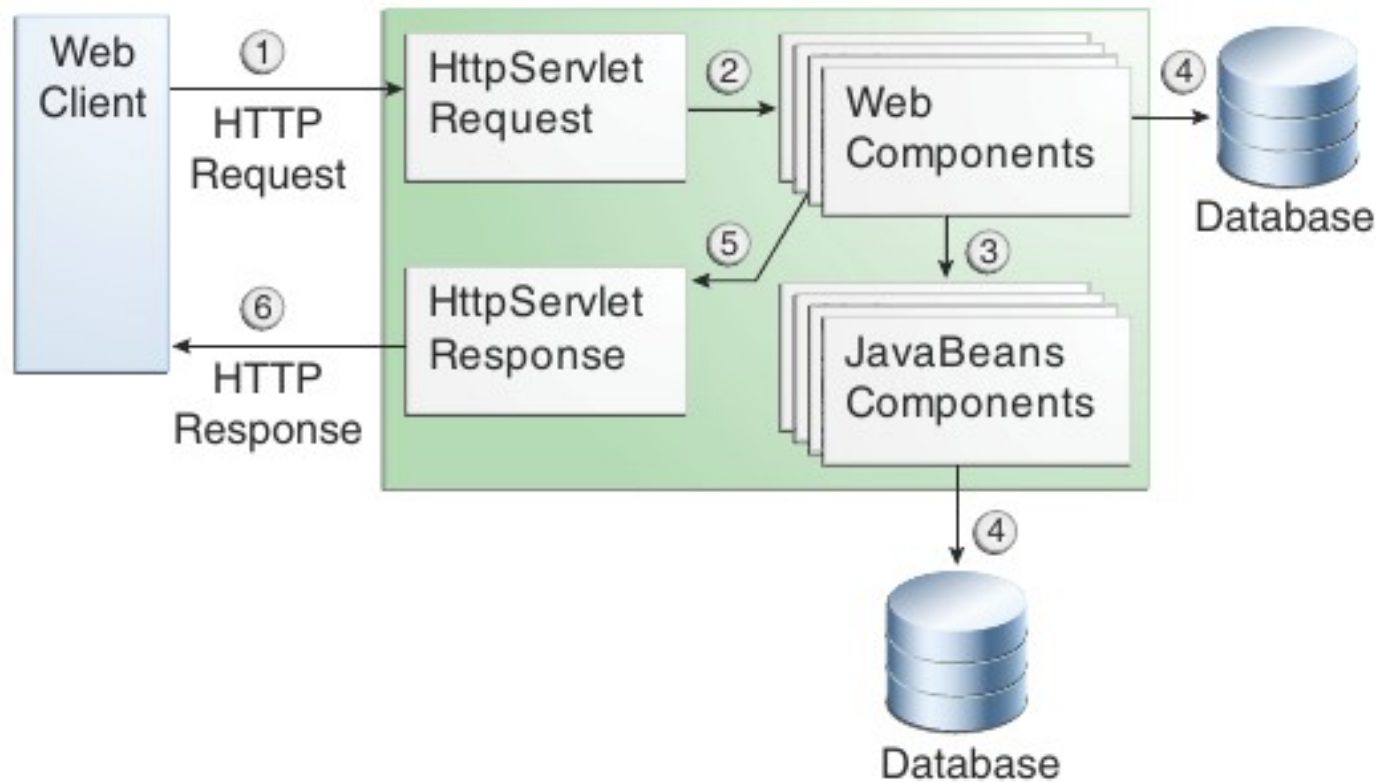 Web
Client
1
HTTP
Request
HttpServlet
Request
2
Web
Components
4
Database
5
3
HttpServlet
Response
6
HTTP
Response
JavaBeans
Components
4
Database